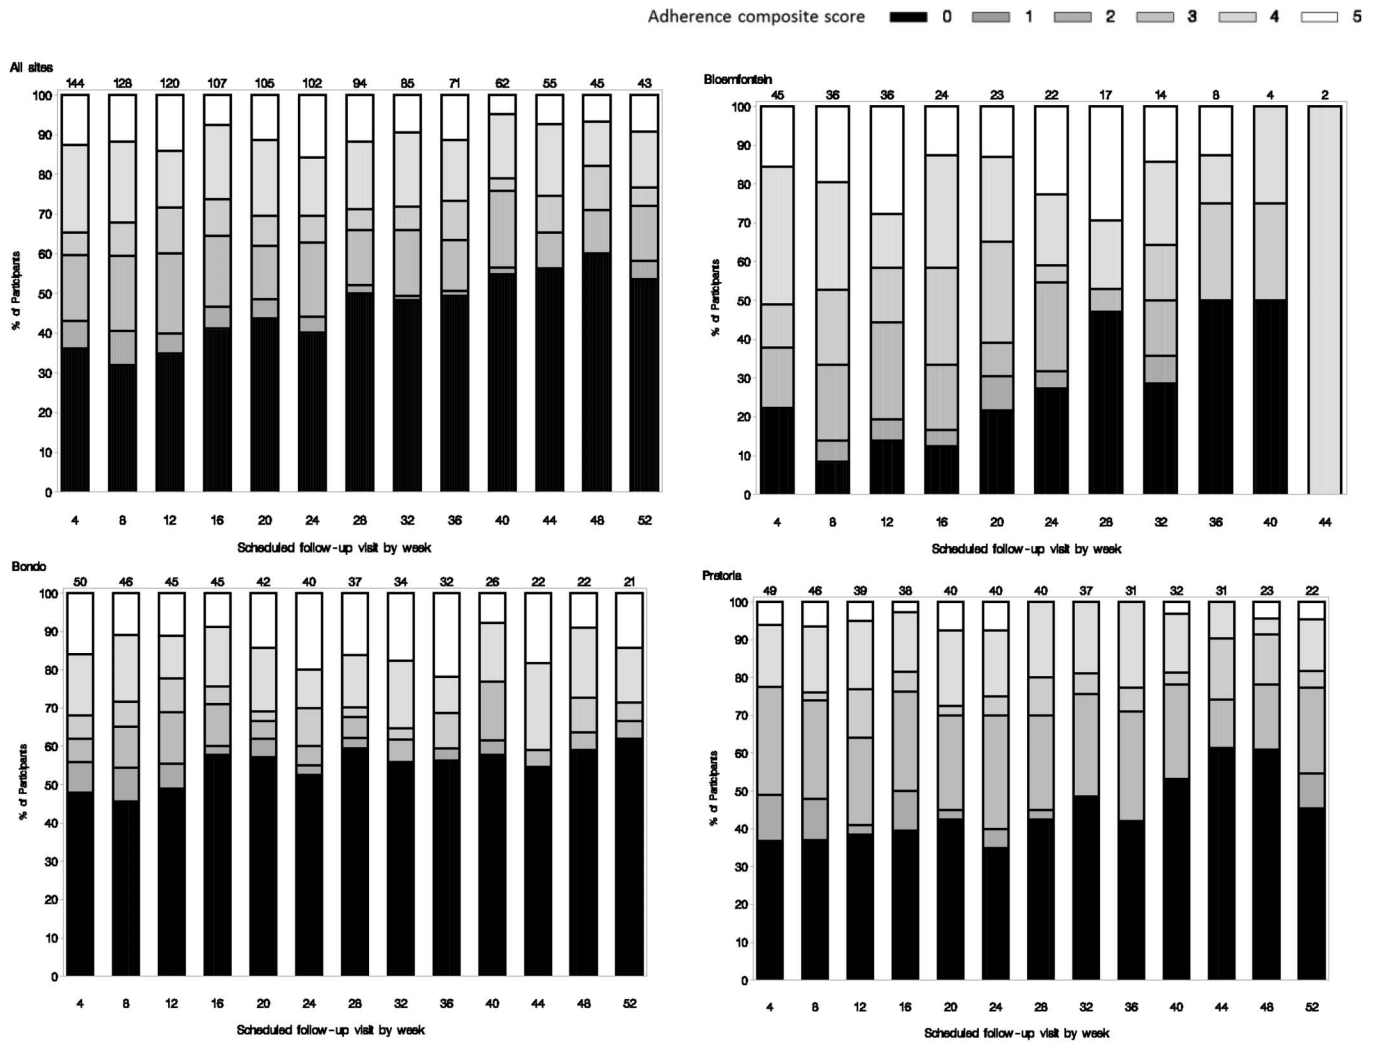 Adherence composite score 0 1 2 3 4 5
All sites
144 128 120 107 105 102 94 85 71 62 55 45 43
100
90
80
70
60
50
40
30
20
10
0
% of Participants
4 8 12 16 20 24 28 32 36 40 44 48 52
Scheduled follow-up visit by week
Bloemfontein
45 36 36 24 23 22 17 14 8 4 2
100
90
80
70
60
50
40
30
20
10
0
% of Participants
4 8 12 16 20 24 28 32 36 40 44
Scheduled follow-up visit by week
Bondo
50 46 45 45 42 40 37 34 32 26 22 22 21
100
90
80
70
60
50
40
30
20
10
0
% of Participants
4 8 12 16 20 24 28 32 36 40 44 48 52
Scheduled follow-up visit by week
Pretoria
49 46 39 38 40 40 40 37 31 32 31 23 22
100
90
80
70
60
50
40
30
20
10
0
% of Participants
4 8 12 16 20 24 28 32 36 40 44 48 52
Scheduled follow-up visit by week